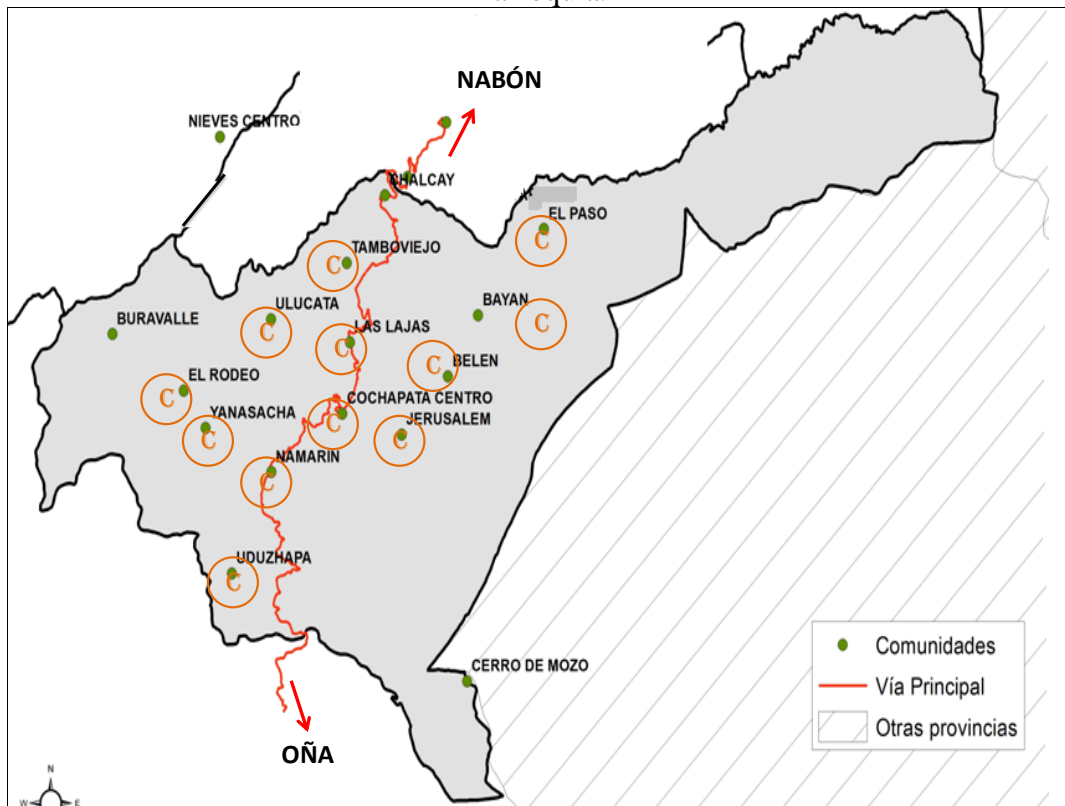 NABÓN
NIEVES CENTRO
CHALCAY
EL PASO
C
TAMBOVIEJO
C
BAYAN
C
ULUCATA
C
BURAVALLE
LAS LAJAS
C
BELEN
C
EL RODEO
C
COCHAPATA CENTRO
C
YANASACHA
C
JERUSALEM
C
NAMARIN
C
UDUZHAPA
C
CERRO DE MOZO
OÑA
Comunidades
Vía Principal
Otras provincias
N
W E